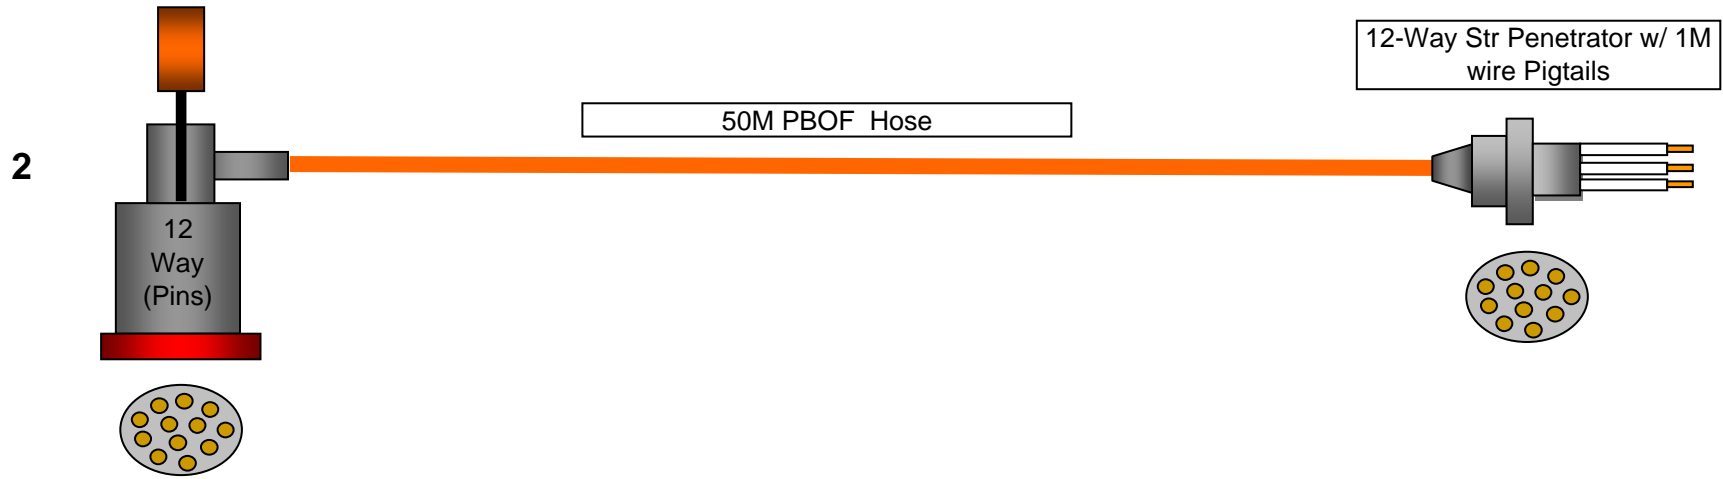 12-Way Str Penetrator w/ 1M
wire Pigtails
50M PBOF  Hose
2
12
Way
(Pins)